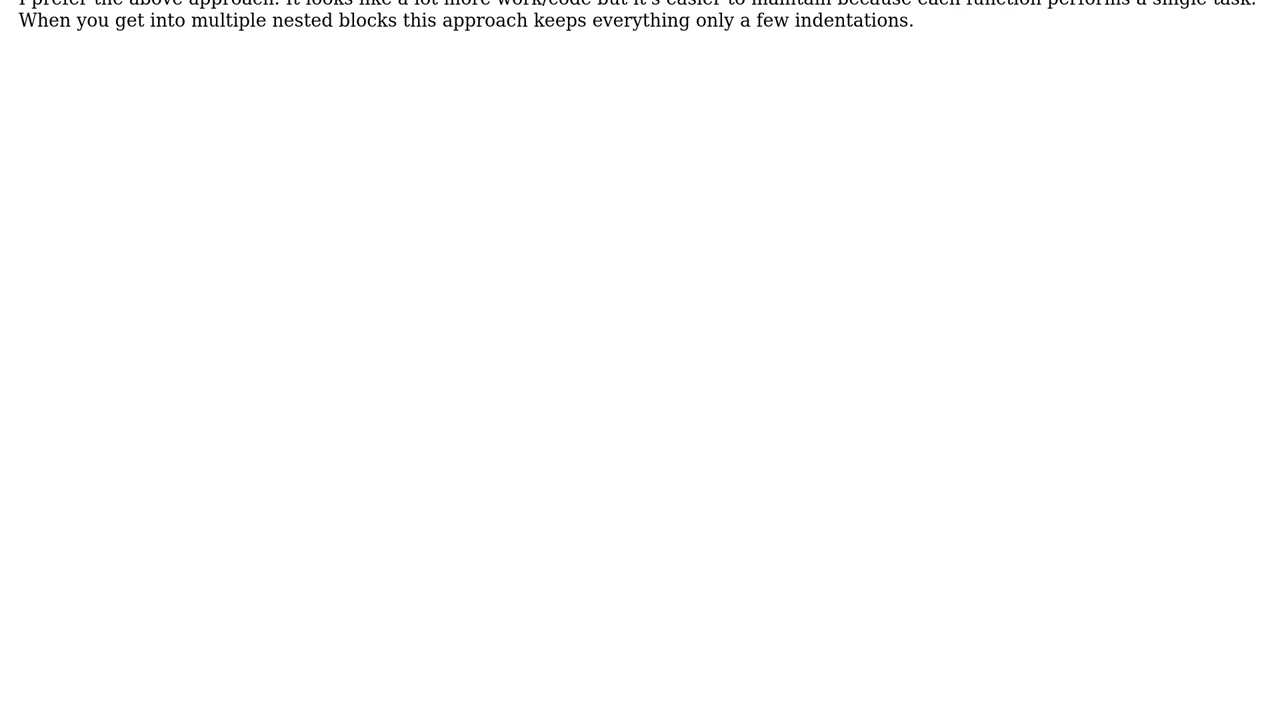 I prefer the above approach. It looks like a lot more work/code but it's easier to maintain because each function performs a single task.
When you get into multiple nested blocks this approach keeps everything only a few indentations.